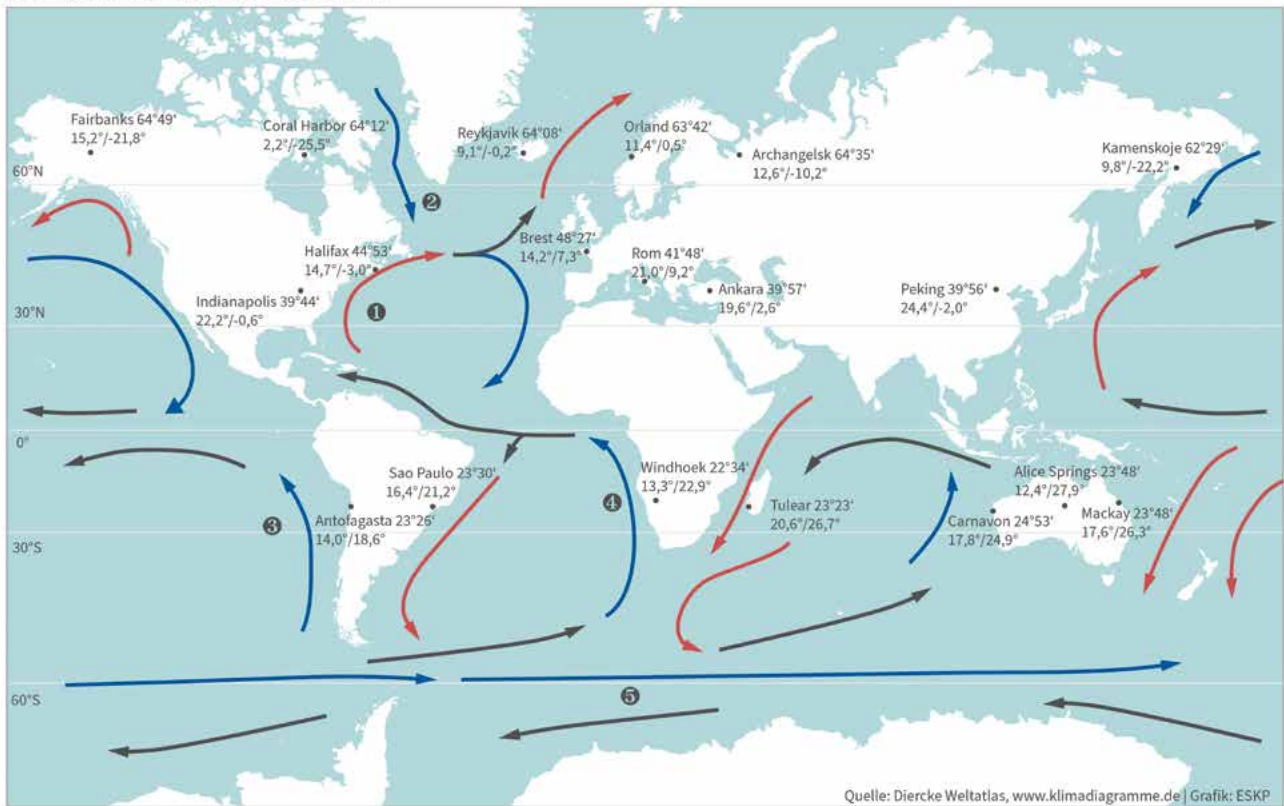 Fairbanks 64°49‘
15,2°/-21,8°
Coral Harbor 64°12‘
2,2°/-25,5°
Reykjavik 64°08‘
9,1°/-0,2°
Orland 63°42‘
11,4°/0,5°
Archangelsk 64°35‘
12,6°/-10,2°
Kamenskoje 62°29‘
9,8°/-22,2°
60°N
2
Halifax 44°53‘
14,7°/-3,0°
Brest 48°27‘
14,2°/7,3°
Rom 41°48‘
21,0°/9,2°
Indianapolis 39°44‘
22,2°/-0,6°
1
Ankara 39°57‘
19,6°/2,6°
Peking 39°56‘
24,4°/-2,0°
30°N
0°
Sao Paulo 23°30‘
16,4°/21,2°
Windhoek 22°34‘
13,3°/22,9°
Alice Springs 23°48‘
12,4°/27,9°
3
Antofagasta 23°26‘
14,0°/18,6°
4
Tulear 23°23‘
20,6°/26,7°
Carnavon 24°53‘
17,8°/24,9°
Mackay 23°48‘
17,6°/26,3°
30°S
60°S
5
Quelle: Diercke Weltatlas, www.klimadiagramme.de | Grafik: ESKP